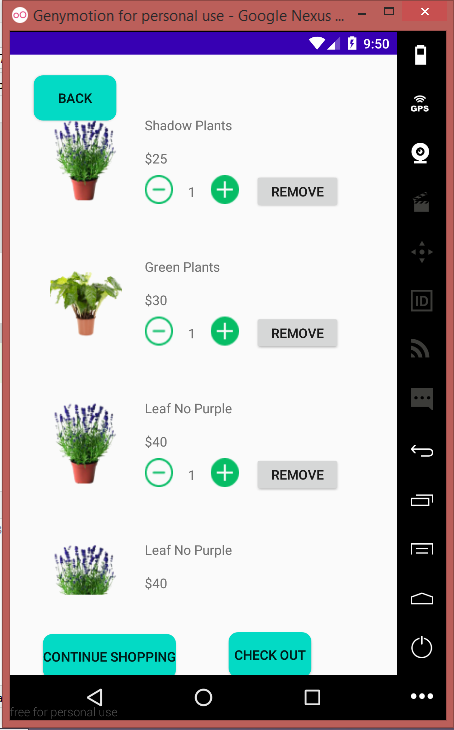 Genymotion for personal use - Google Nexus ...
9:50
BACK
GPS
Shadow Plants
$25
1
REMOVE
Green Plants
$30
1
REMOVE
ID
Leaf No Purple
$40
1
REMOVE
Leaf No Purple
$40
CONTINUE SHOPPING
CHECK OUT
free for personal use